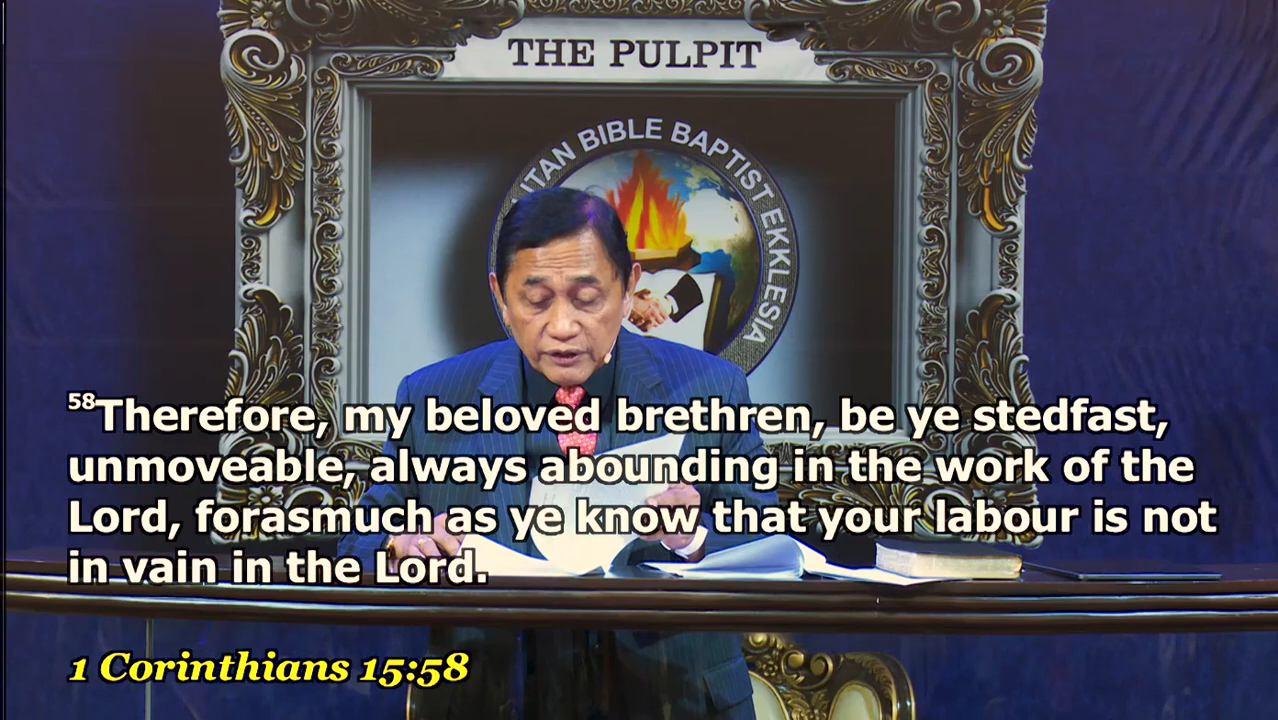 THE PULPIT
BIBLE BAPTIST EKKLESIA
58Therefore, my beloved brethren, be ye stedfast,
unmoveable, always abounding in the work of the
Lord, forasmuch as ye know that your labour is not
in vain in the Lord.
1 Corinthians 15:58